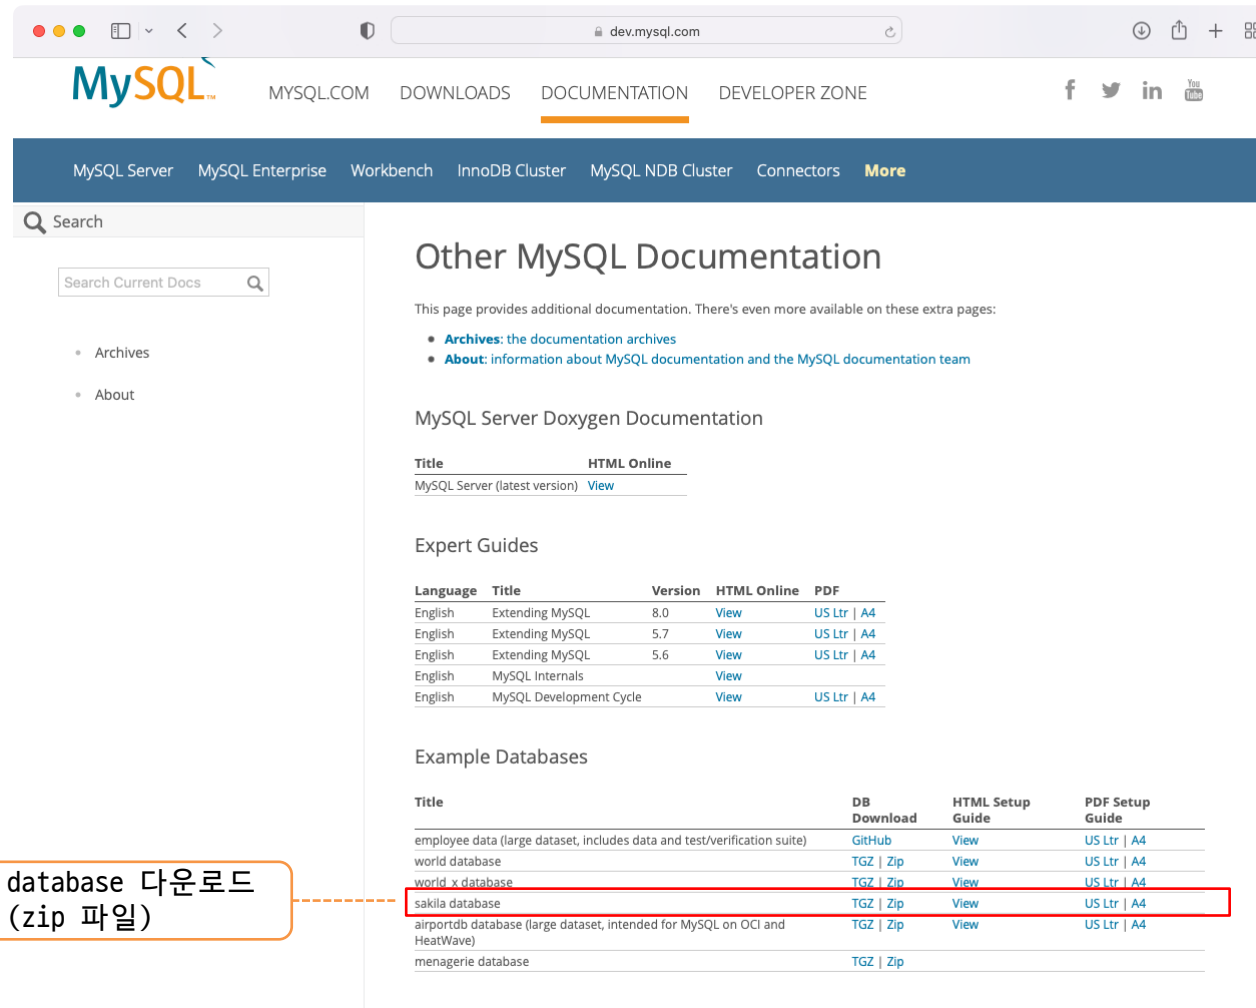 dev.mysql.com
MySQL™
MYSQL.COM DOWNLOADS DOCUMENTATION DEVELOPER ZONE
You
Tube
MySQL Server MySQL Enterprise Workbench InnoDB Cluster MySQL NDB Cluster Connectors More
Search
Search Current Docs
Archives
About
Other MySQL Documentation
This page provides additional documentation. There's even more available on these extra pages:
Archives: the documentation archives
About: information about MySQL documentation and the MySQL documentation team
MySQL Server Doxygen Documentation
Title HTML Online
MySQL Server (latest version) View
Expert Guides
Language Title Version HTML Online PDF
English Extending MySQL 8.0 View US Ltr | A4
English Extending MySQL 5.7 View US Ltr | A4
English Extending MySQL 5.6 View US Ltr | A4
English MySQL Internals View
English MySQL Development Cycle US Ltr | A4
Example Databases
Title DB Download HTML Setup Guide PDF Setup Guide
employee data (large dataset, includes data and test/verification suite) GitHub View US Ltr | A4
world database TGZ | Zip View US Ltr | A4
world_x database TGZ | Zip View US Ltr | A4
sakila database TGZ | Zip View US Ltr | A4
airportdb database (large dataset, intended for MySQL on OCI and TGZ | Zip View US Ltr | A4
HeatWave)
menagerie database TGZ | Zip
database 다운로드
(zip 파일)